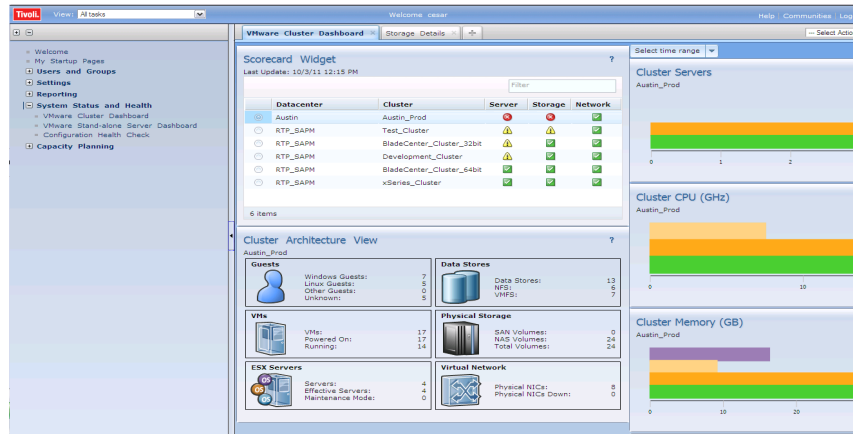 Tivoli. View: All tasks Welcome cesar Help | Communities | Log
VMware Cluster Dashboard × Storage Details × --- Select Actio
Welcome
My Startup Pages
Users and Groups
Settings
Reporting
System Status and Health
VMware Cluster Dashboard
VMware Stand-alone Server Dashboard
Configuration Health Check
Capacity Planning
Scorecard Widget ?
Last Update: 10/3/11 12:15 PM
Filter
Datacenter Cluster Server Storage Network
Austin Austin_Prod
RTP_SAPM Test_Cluster
RTP_SAPM BladeCenter_Cluster_32bit
RTP_SAPM Development_Cluster
RTP_SAPM BladeCenter_Cluster_64bit
RTP_SAPM xSeries_Cluster
6 items
Cluster Architecture View ?
Austin_Prod
Guests
Windows Guests: 7
Linux Guests: 5
Other Guests: 0
Unknown: 5
Data Stores
Data Stores: 13
NFS: 6
VMFS: 7
VMs
VMs: 17
Powered On: 17
Running: 14
Physical Storage
SAN Volumes: 0
NAS Volumes: 24
Total Volumes: 24
ESX Servers
OS
OS
OS
Servers: 4
Effective Servers: 4
Maintenance Mode: 0
Virtual Network
Physical NICs: 8
Physical NICs Down: 0
Select time range
Cluster Servers
Austin_Prod
0 1 2
Cluster CPU (GHz)
Austin_Prod
0 10
Cluster Memory (GB)
Austin_Prod
0 10 20